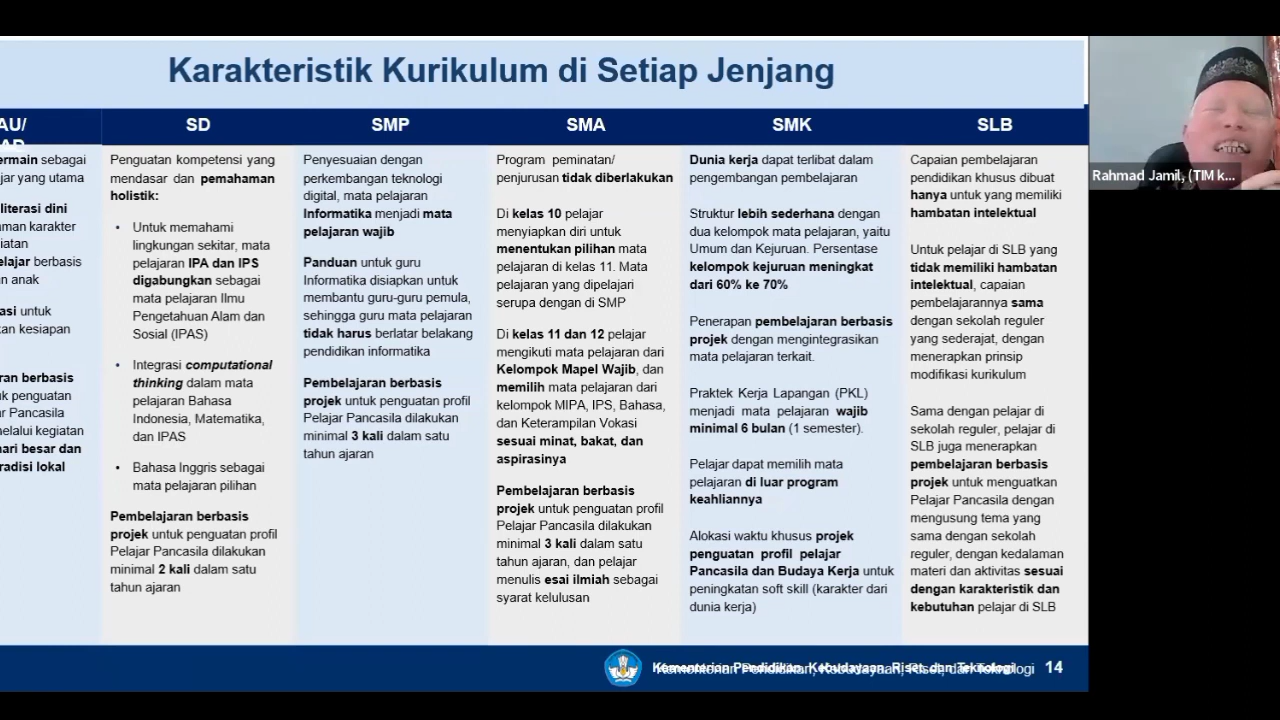 Karakteristik Kurikulum di Setiap Jenjang
AU/
SD
SMP
SMA
SMK
SLB
ermain sebagai
jar yang utama
literasi dini
aman karakter
giatan
elajar berbasis
n anak
asi untuk
kan kesiapan
ran berbasis
uk penguatan
ar Pancasila
melalui kegiatan
hari besar dan
radisi lokal
Penguatan kompetensi yang
mendasar dan pemahaman
holistik:
• Untuk memahami
lingkungan sekitar, mata
pelajaran IPA dan IPS
digabungkan sebagai
mata pelajaran Ilmu
Pengetahuan Alam dan
Sosial (IPAS)
• Integrasi computational
thinking dalam mata
pelajaran Bahasa
Indonesia, Matematika,
dan IPAS
• Bahasa Inggris sebagai
mata pelajaran pilihan
Pembelajaran berbasis
projek untuk penguatan profil
Pelajar Pancasila dilakukan
minimal 2 kali dalam satu
tahun ajaran
Penyesuaian dengan
perkembangan teknologi
digital, mata pelajaran
Informatika menjadi mata
pelajaran wajib
Panduan untuk guru
Informatika disiapkan untuk
membantu guru-guru pemula,
sehingga guru mata pelajaran
tidak harus berlatar belakang
pendidikan informatika
Pembelajaran berbasis
projek untuk penguatan profil
Pelajar Pancasila dilakukan
minimal 3 kali dalam satu
tahun ajaran
Program peminatan/
penjurusan tidak diberlakukan
Di kelas 10 pelajar
menyiapkan diri untuk
menentukan pilihan mata
pelajaran di kelas 11. Mata
pelajaran yang dipelajari
serupa dengan di SMP
Di kelas 11 dan 12 pelajar
mengikuti mata pelajaran dari
Kelompok Mapel Wajib, dan
memilih mata pelajaran dari
kelompok MIPA, IPS, Bahasa,
dan Keterampilan Vokasi
sesuai minat, bakat, dan
aspirasinya
Pembelajaran berbasis
projek untuk penguatan profil
Pelajar Pancasila dilakukan
minimal 3 kali dalam satu
tahun ajaran, dan pelajar
menulis esai ilmiah sebagai
syarat kelulusan
Dunia kerja dapat terlibat dalam
pengembangan pembelajaran
Struktur lebih sederhana dengan
dua kelompok mata pelajaran, yaitu
Umum dan Kejuruan. Persentase
kelompok kejuruan meningkat
dari 60% ke 70%
Penerapan pembelajaran berbasis
projek dengan mengintegrasikan
mata pelajaran terkait.
Praktek Kerja Lapangan (PKL)
menjadi mata pelajaran wajib
minimal 6 bulan (1 semester).
Pelajar dapat memilih mata
pelajaran di luar program
keahliannya
Alokasi waktu khusus projek
penguatan profil pelajar
Pancasila dan Budaya Kerja untuk
peningkatan soft skill (karakter dari
dunia kerja)
Capaian pembelajaran
pendidikan khusus dibuat
hanya untuk yang memiliki
hambatan intelektual
Untuk pelajar di SLB yang
tidak memiliki hambatan
intelektual, capaian
pembelajarannya sama
dengan sekolah reguler
yang sederajat, dengan
menerapkan prinsip
modifikasi kurikulum
Sama dengan pelajar di
sekolah reguler, pelajar di
SLB juga menerapkan
pembelajaran berbasis
projek untuk menguatkan
Pelajar Pancasila dengan
mengusung tema yang
sama dengan sekolah
reguler, dengan kedalaman
materi dan aktivitas sesuai
dengan karakteristik dan
kebutuhan pelajar di SLB
Rahmad Jamil, (TIM k...
Kementerian Pendidikan, Kebudayaan, Riset, dan Teknologi
14